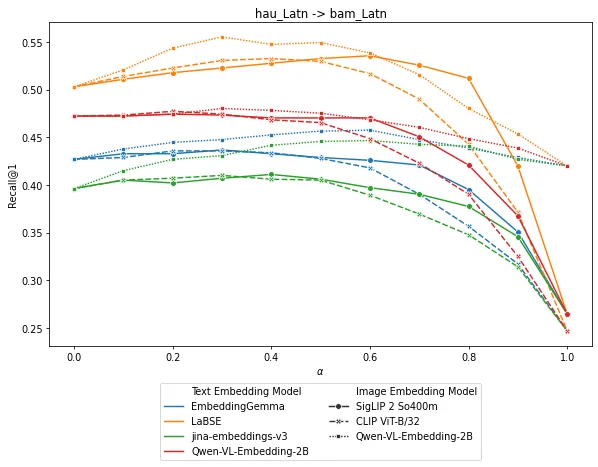 hau_Latn -> bam_Latn
Recall@1
0.55
0.50
0.45
0.40
0.35
0.30
0.25
0.0 0.2 0.4 0.6 0.8 1.0
α
Text Embedding Model Image Embedding Model
EmbeddingGemma SigLIP 2 So400m
LaBSE CLIP ViT-B/32
jina-embeddings-v3 Qwen-VL-Embedding-2B
Qwen-VL-Embedding-2B